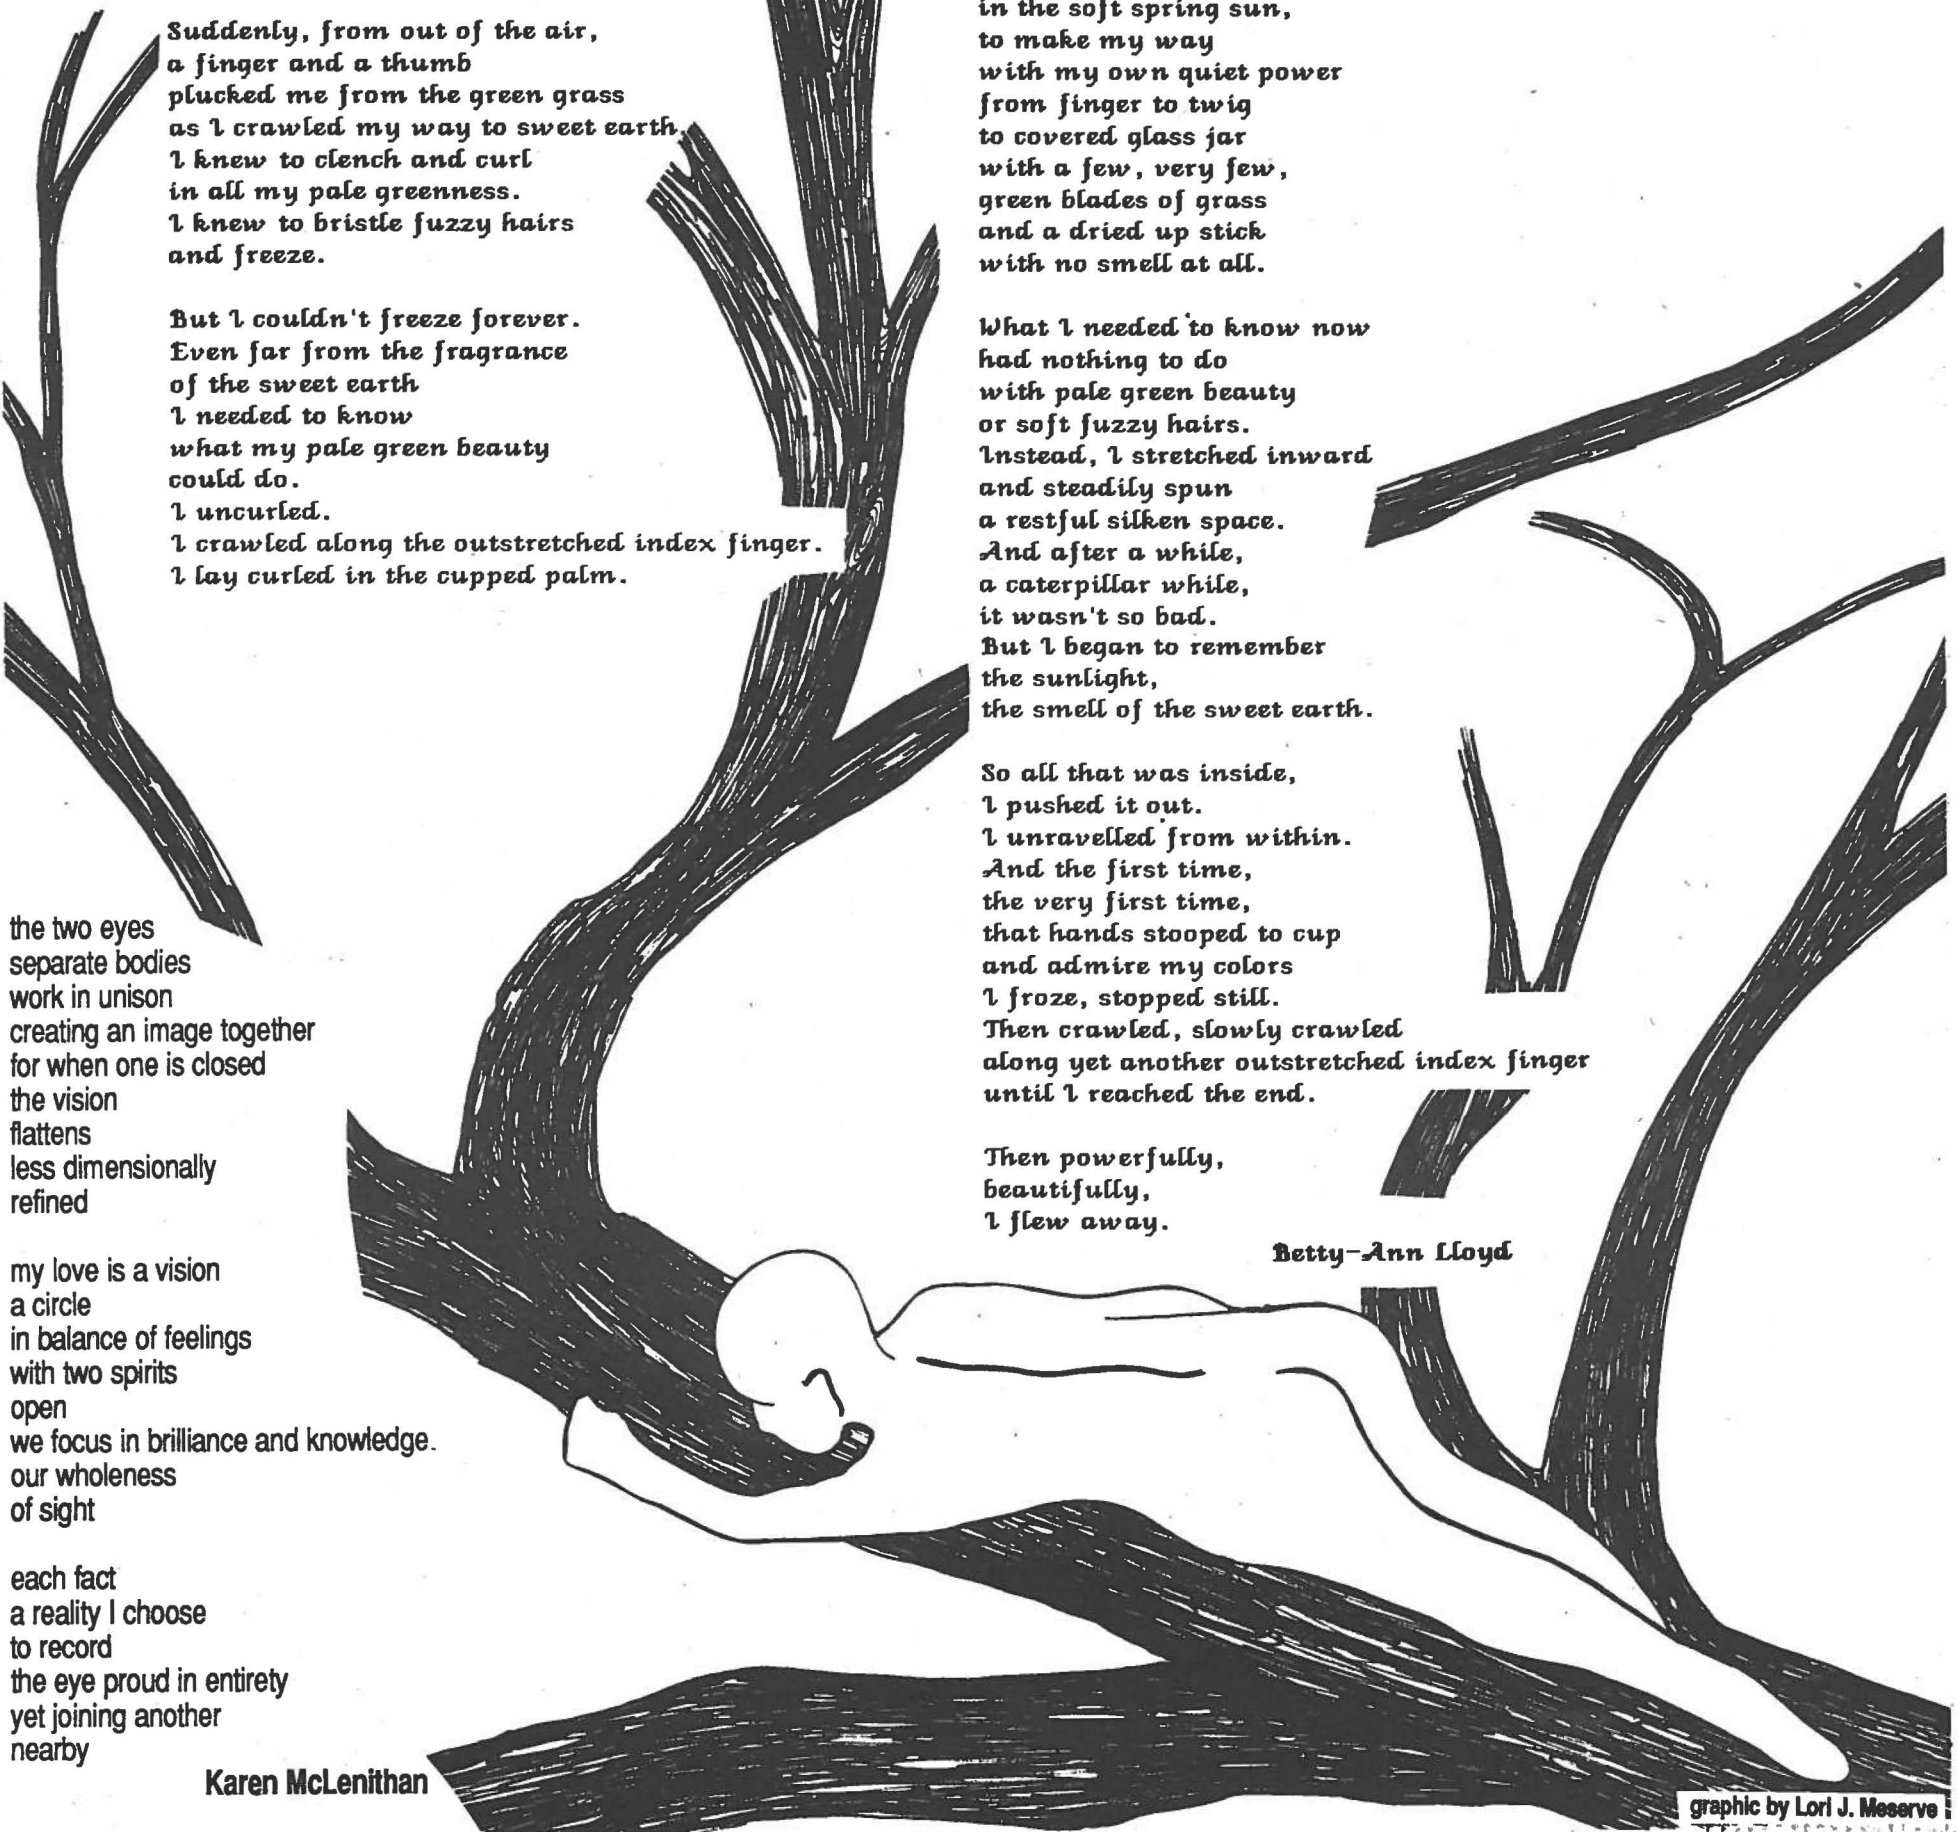 Suddenly, from out of the air,
a finger and a thumb
plucked me from the green grass
as I crawled my way to sweet earth.
I knew to clench and curl
in all my pale greenness.
I knew to bristle fuzzy hairs
and freeze.

But I couldn't freeze forever.
Even far from the fragrance
of the sweet earth
I needed to know
what my pale green beauty
could do.
I uncurled.
I crawled along the outstretched index finger.
I lay curled in the cupped palm.

in the soft spring sun,
to make my way
with my own quiet power
from finger to twig
to covered glass jar
with a few, very few,
green blades of grass
and a dried up stick
with no smell at all.

What I needed to know now
had nothing to do
with pale green beauty
or soft fuzzy hairs.
Instead, I stretched inward
and steadily spun
a restful silken space.
And after a while,
a caterpillar while,
it wasn't so bad.
But I began to remember
the sunlight,
the smell of the sweet earth.

So all that was inside,
I pushed it out.
I unravelled from within.
And the first time,
the very first time,
that hands stooped to cup
and admire my colors
I froze, stopped still.
Then crawled, slowly crawled
along yet another outstretched index finger
until I reached the end.

Then powerfully,
beautifully,
I flew away.
Betty-Ann Lloyd

the two eyes
separate bodies
work in unison
creating an image together
for when one is closed
the vision
flattens
less dimensionally
refined

my love is a vision
a circle
in balance of feelings
with two spirits
open
we focus in brilliance and knowledge.
our wholeness
of sight

each fact
a reality I choose
to record
the eye proud in entirety
yet joining another
nearby
Karen McLenithan

graphic by Lori J. Meserve